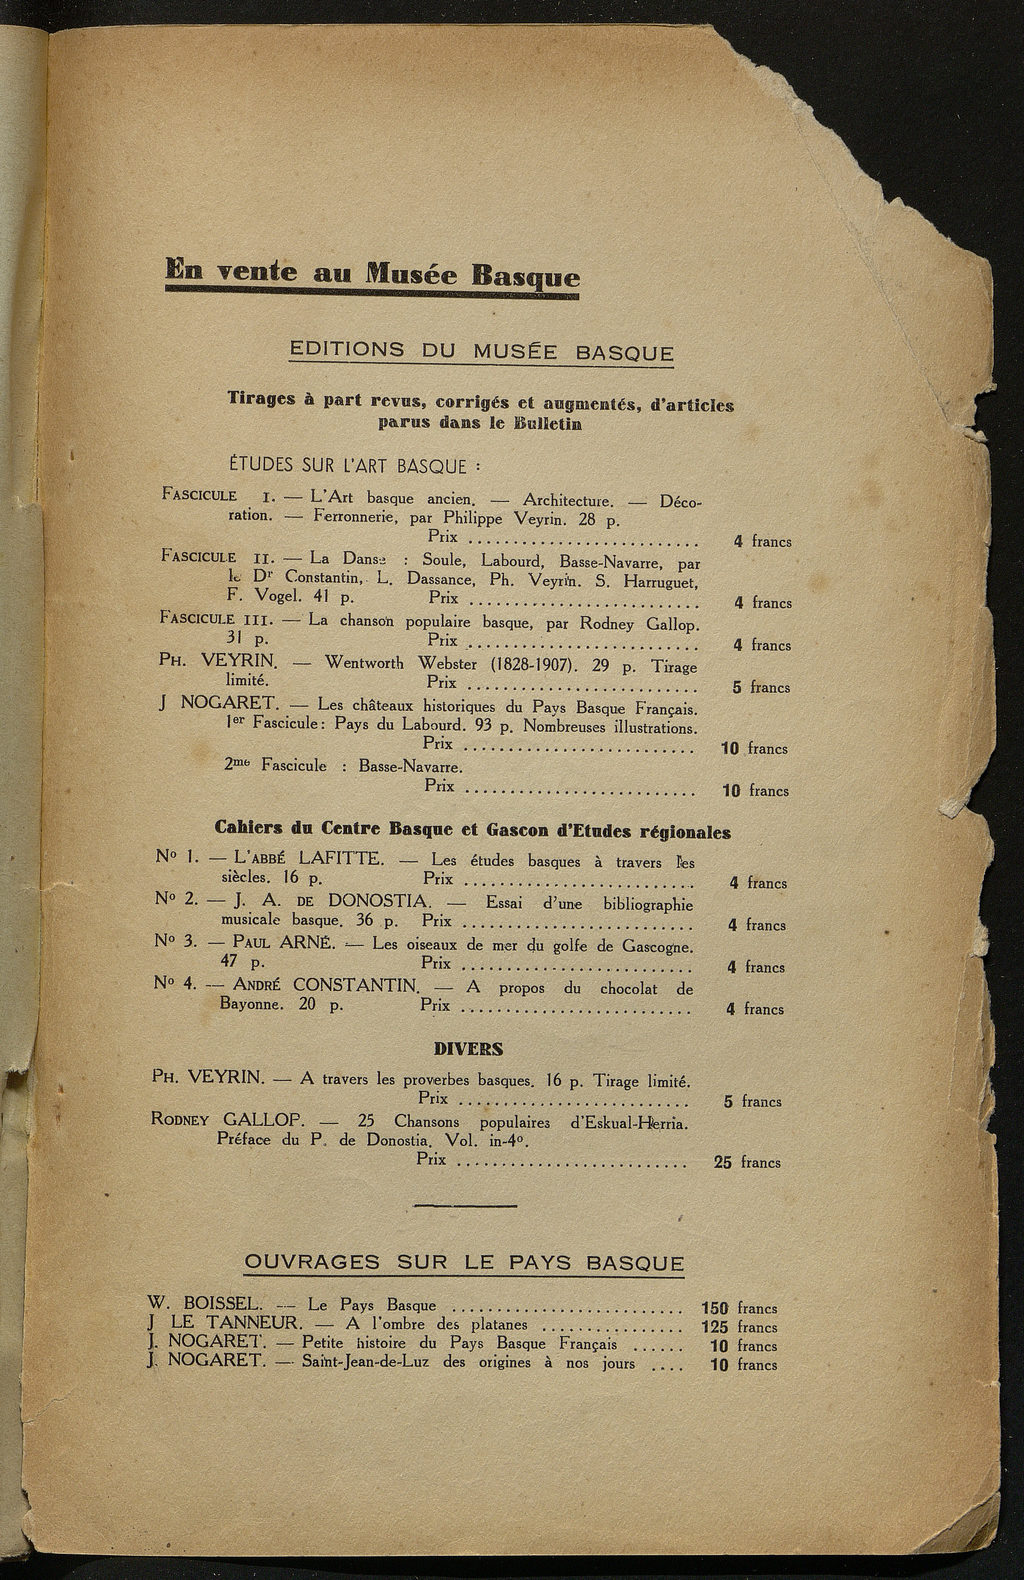 En vente au Musée Basque
EDITIONS DU MUSÉE BASQUE
Tirages à part revus, corrigés et augmentés, d'articles
parus dans le Bulletin
ÉTUDES SUR L'ART BASQUE :
FASCICULE I. — L'Art basque ancien. — Architecture. — Déco-
ration. — Ferronnerie, par Philippe Veyrin. 28 p.
Prix .......................... 4 francs
FASCICULE II. — La Danse : Soule, Labourd, Basse-Navarre, par
le Dr Constantin, L. Dassance, Ph. Veyrin. S. Harruguet,
F. Vogel. 41 p. Prix .......................... 4 francs
FASCICULE III. — La chanson populaire basque, par Rodney Gallop.
31 p. Prix .......................... 4 francs
PH. VEYRIN. — Wentworth Webster (1828-1907). 29 p. Tirage
limité. Prix .......................... 5 francs
J NOGARET. — Les châteaux historiques du Pays Basque Français.
1er Fascicule : Pays du Labourd. 93 p. Nombreuses illustrations.
Prix .......................... 10 francs
2me Fascicule : Basse-Navarre.
Prix .......................... 10 francs
Cahiers du Centre Basque et Gascon d'Etudes régionales
No 1. — L'ABBÉ LAFITTE. — Les études basques à travers les
siècles. 16 p. Prix .......................... 4 francs
No 2. — J. A. DE DONOSTIA. — Essai d'une bibliographie
musicale basque. 36 p. Prix .......................... 4 francs
No 3. — PAUL ARNÉ. — Les oiseaux de mer du golfe de Gascogne.
47 p. Prix .......................... 4 francs
No 4. — ANDRÉ CONSTANTIN. — A propos du chocolat de
Bayonne. 20 p. Prix .......................... 4 francs
DIVERS
PH. VEYRIN. — A travers les proverbes basques. 16 p. Tirage limité.
Prix .......................... 5 francs
RODNEY GALLOP. — 25 Chansons populaires d'Eskual-Herria.
Préface du P. de Donostia. Vol. in-4o.
Prix .......................... 25 francs
OUVRAGES SUR LE PAYS BASQUE
W. BOISSEL. — Le Pays Basque .......................... 150 francs
J LE TANNEUR. — A l'ombre des platanes ................ 125 francs
J. NOGARET. — Petite histoire du Pays Basque Français ...... 10 francs
J. NOGARET. — Saint-Jean-de-Luz des origines à nos jours .... 10 francs